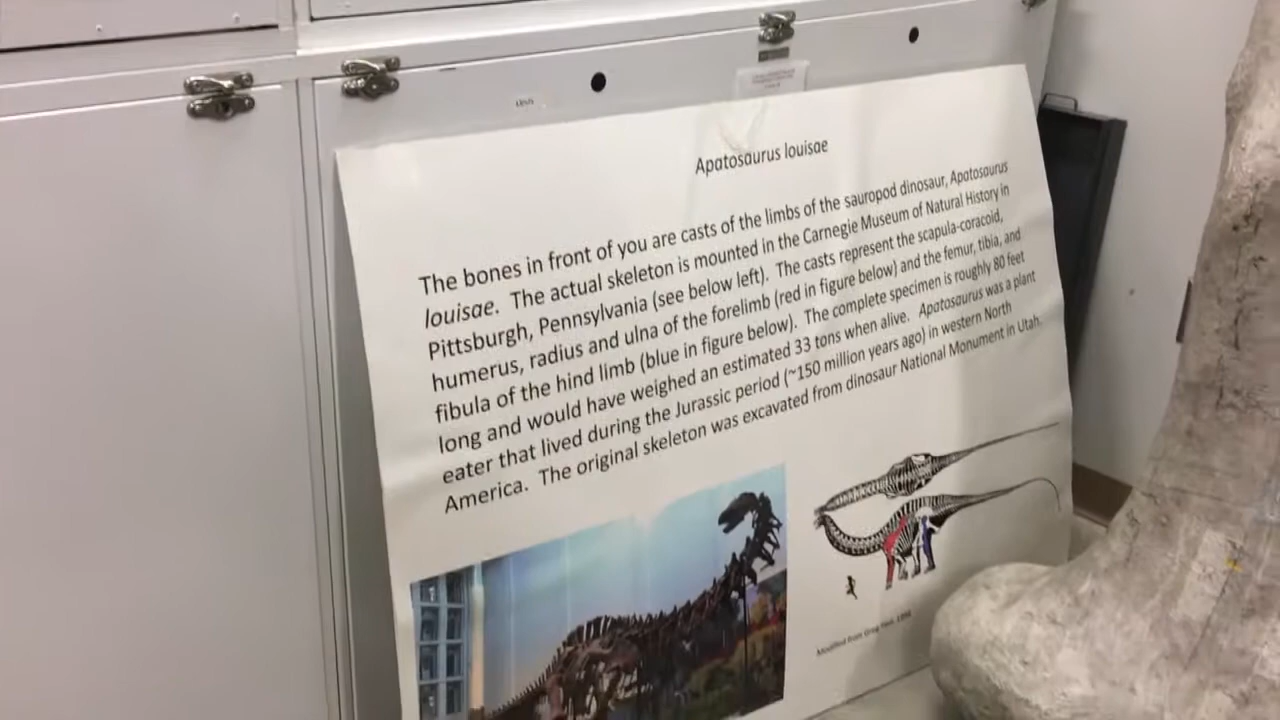 Apatosaurus louisae
The bones in front of you are casts of the limbs of the sauropod dinosaur, Apatosaurus
louisae. The actual skeleton is mounted in the Carnegie Museum of Natural History in
Pittsburgh, Pennsylvania (see below left). The casts represent the scapula-coracoid,
humerus, radius and ulna of the forelimb (red in figure below) and the femur, tibia, and
fibula of the hind limb (blue in figure below). The complete specimen is roughly 80 feet
long and would have weighed an estimated 33 tons when alive. Apatosaurus was a plant
eater that lived during the Jurassic period (~150 million years ago) in western North
America. The original skeleton was excavated from dinosaur National Monument in Utah.
Modified from Greg Paul,